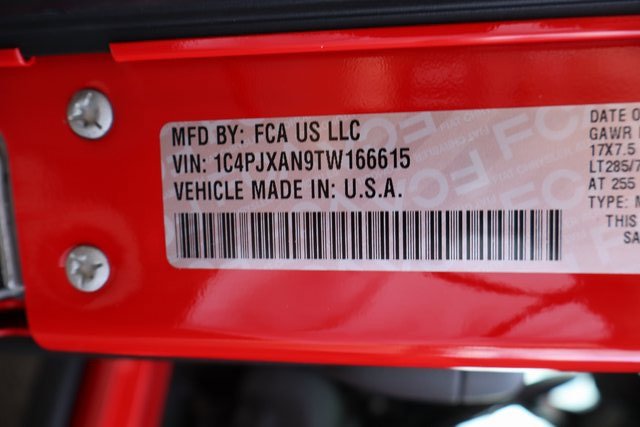 MFD BY: FCA US LLC
VIN: 1C4PJXAN9TW166615
VEHICLE MADE IN: U.S.A.
DATE O
GAWR
17X7.5
LT285/7
AT 255
TYPE: M
THIS
SA